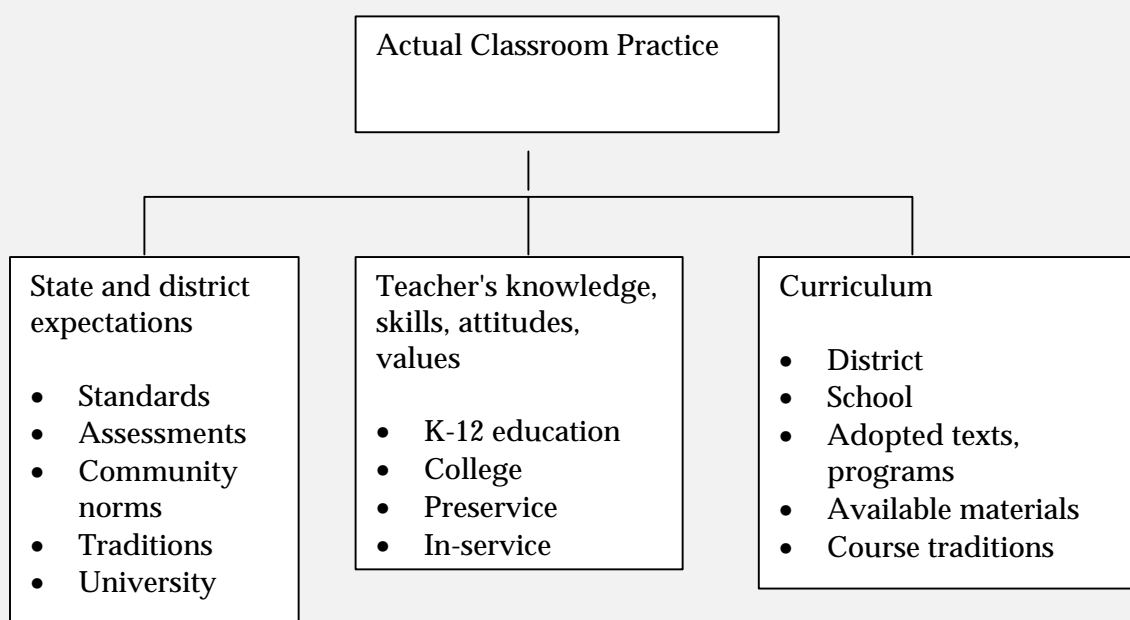 Actual Classroom Practice
State and district
expectations
• Standards
• Assessments
• Community
norms
• Traditions
• University
Teacher's knowledge,
skills, attitudes,
values
• K-12 education
• College
• Preservice
• In-service
Curriculum
• District
• School
• Adopted texts,
programs
• Available materials
• Course traditions